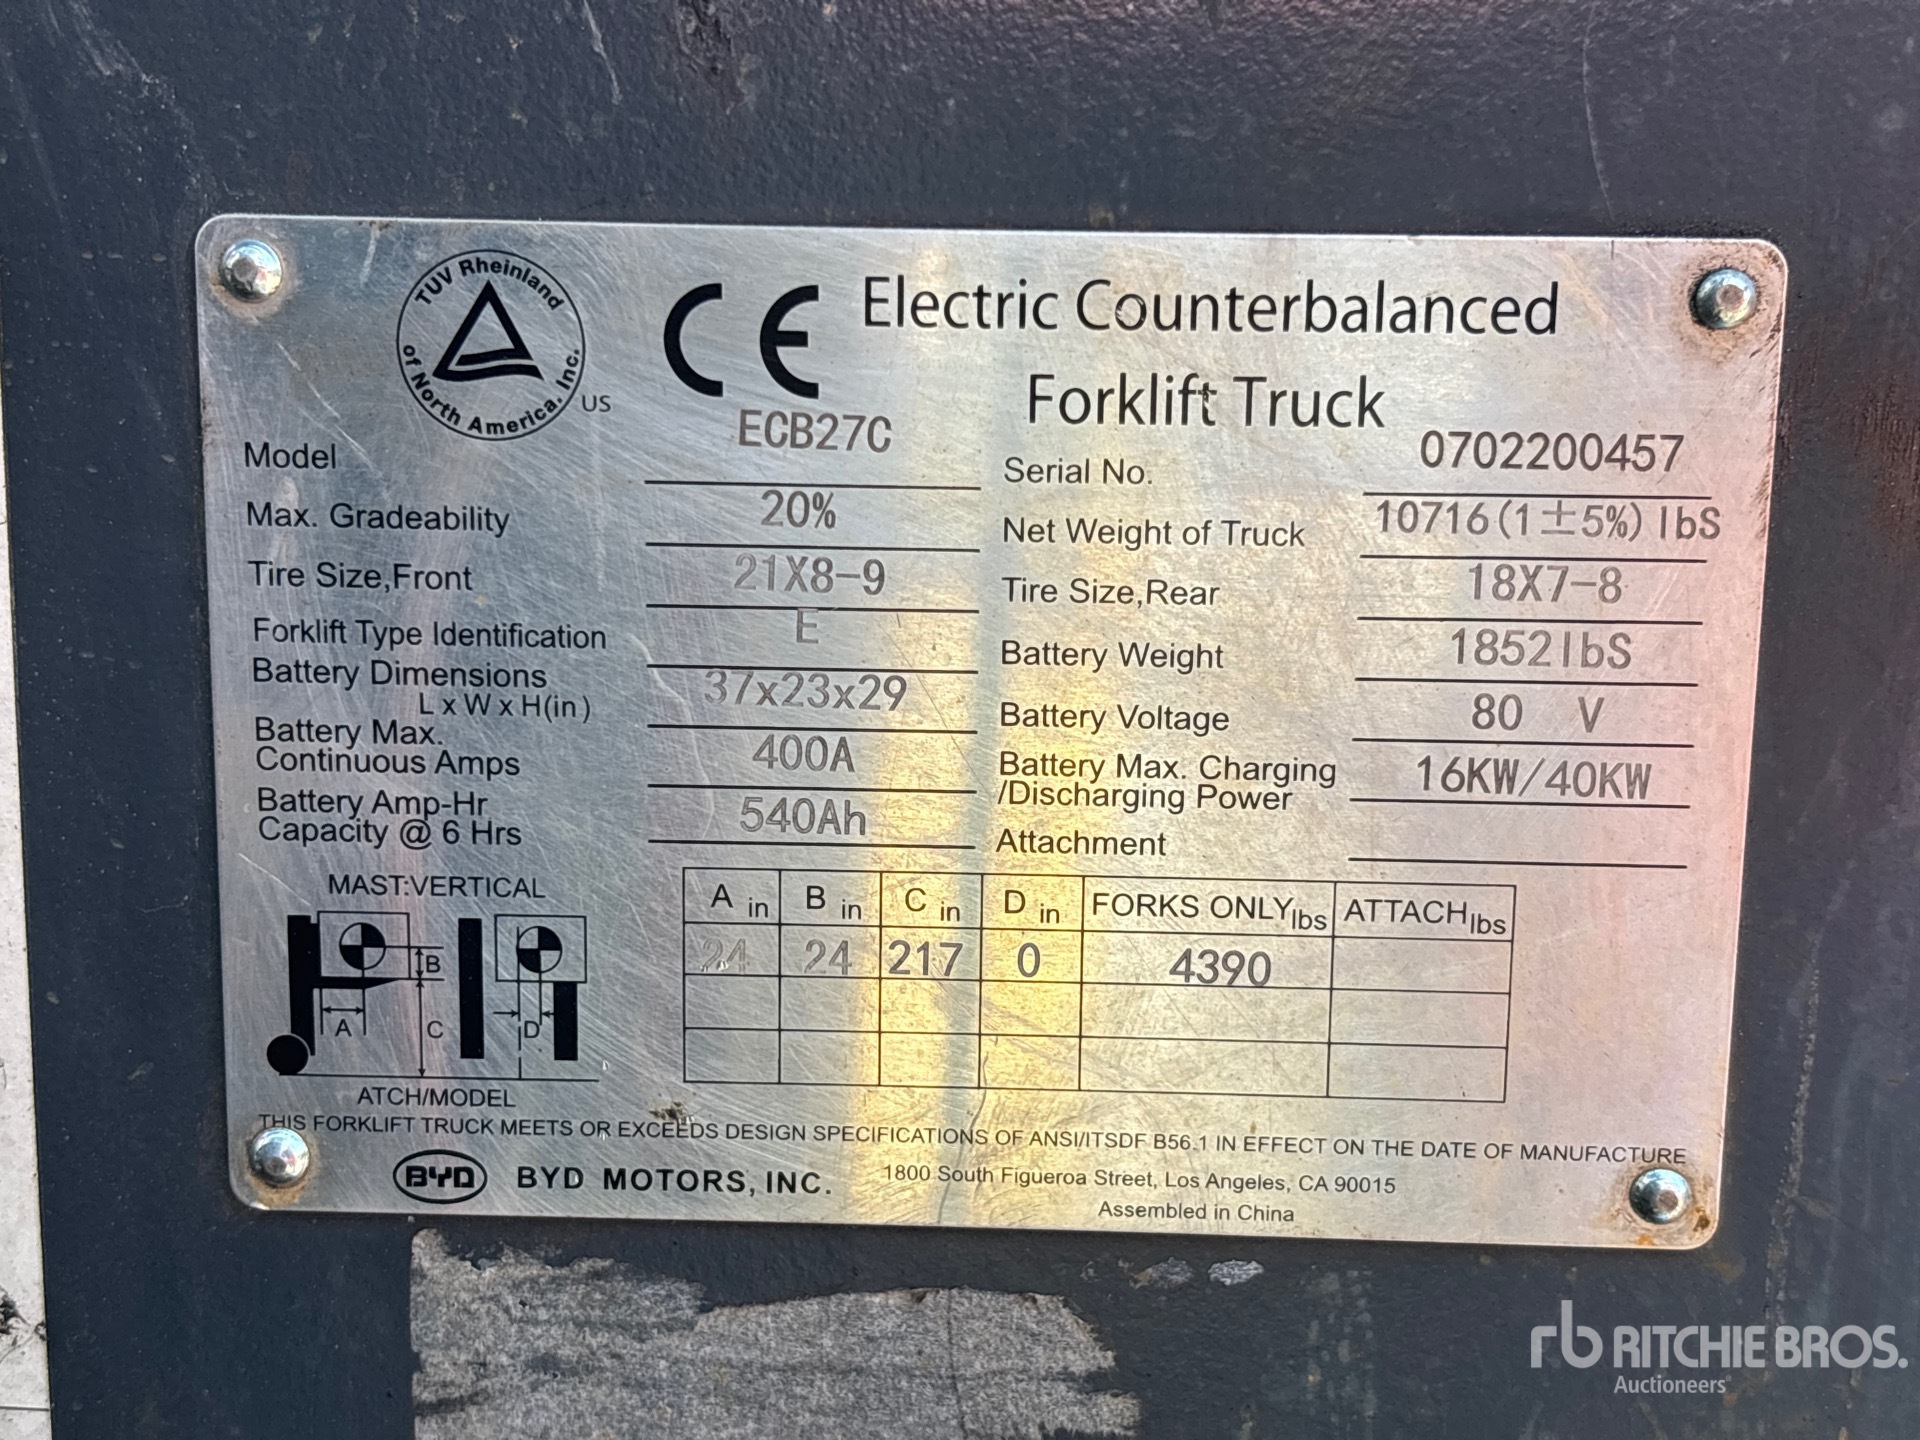 TUV Rheinland
of North America, Inc.
US
CE
Electric Counterbalanced
Forklift Truck
Model ECB27C
Serial No. 0702200457
Max. Gradeability 20%
Net Weight of Truck 10716(1±5%)lbS
Tire Size,Front 21X8-9
Tire Size,Rear 18X7-8
Forklift Type Identification E
Battery Weight 1852lbS
Battery Dimensions
L x W x H(in) 37x23x29
Battery Voltage 80 V
Battery Max.
Continuous Amps 400A
Battery Max. Charging
/Discharging Power 16KW/40KW
Battery Amp-Hr
Capacity @ 6 Hrs 540Ah
Attachment
MAST:VERTICAL
B
A
C
D
ATCH/MODEL
A in B in C in D in FORKS ONLY lbs ATTACH lbs
24 24 217 0 4390
THIS FORKLIFT TRUCK MEETS OR EXCEEDS DESIGN SPECIFICATIONS OF ANSI/ITSDF B56.1 IN EFFECT ON THE DATE OF MANUFACTURE
BYD BYD MOTORS, INC. 1800 South Figueroa Street, Los Angeles, CA 90015
Assembled in China
rb RITCHIE BROS.
Auctioneers